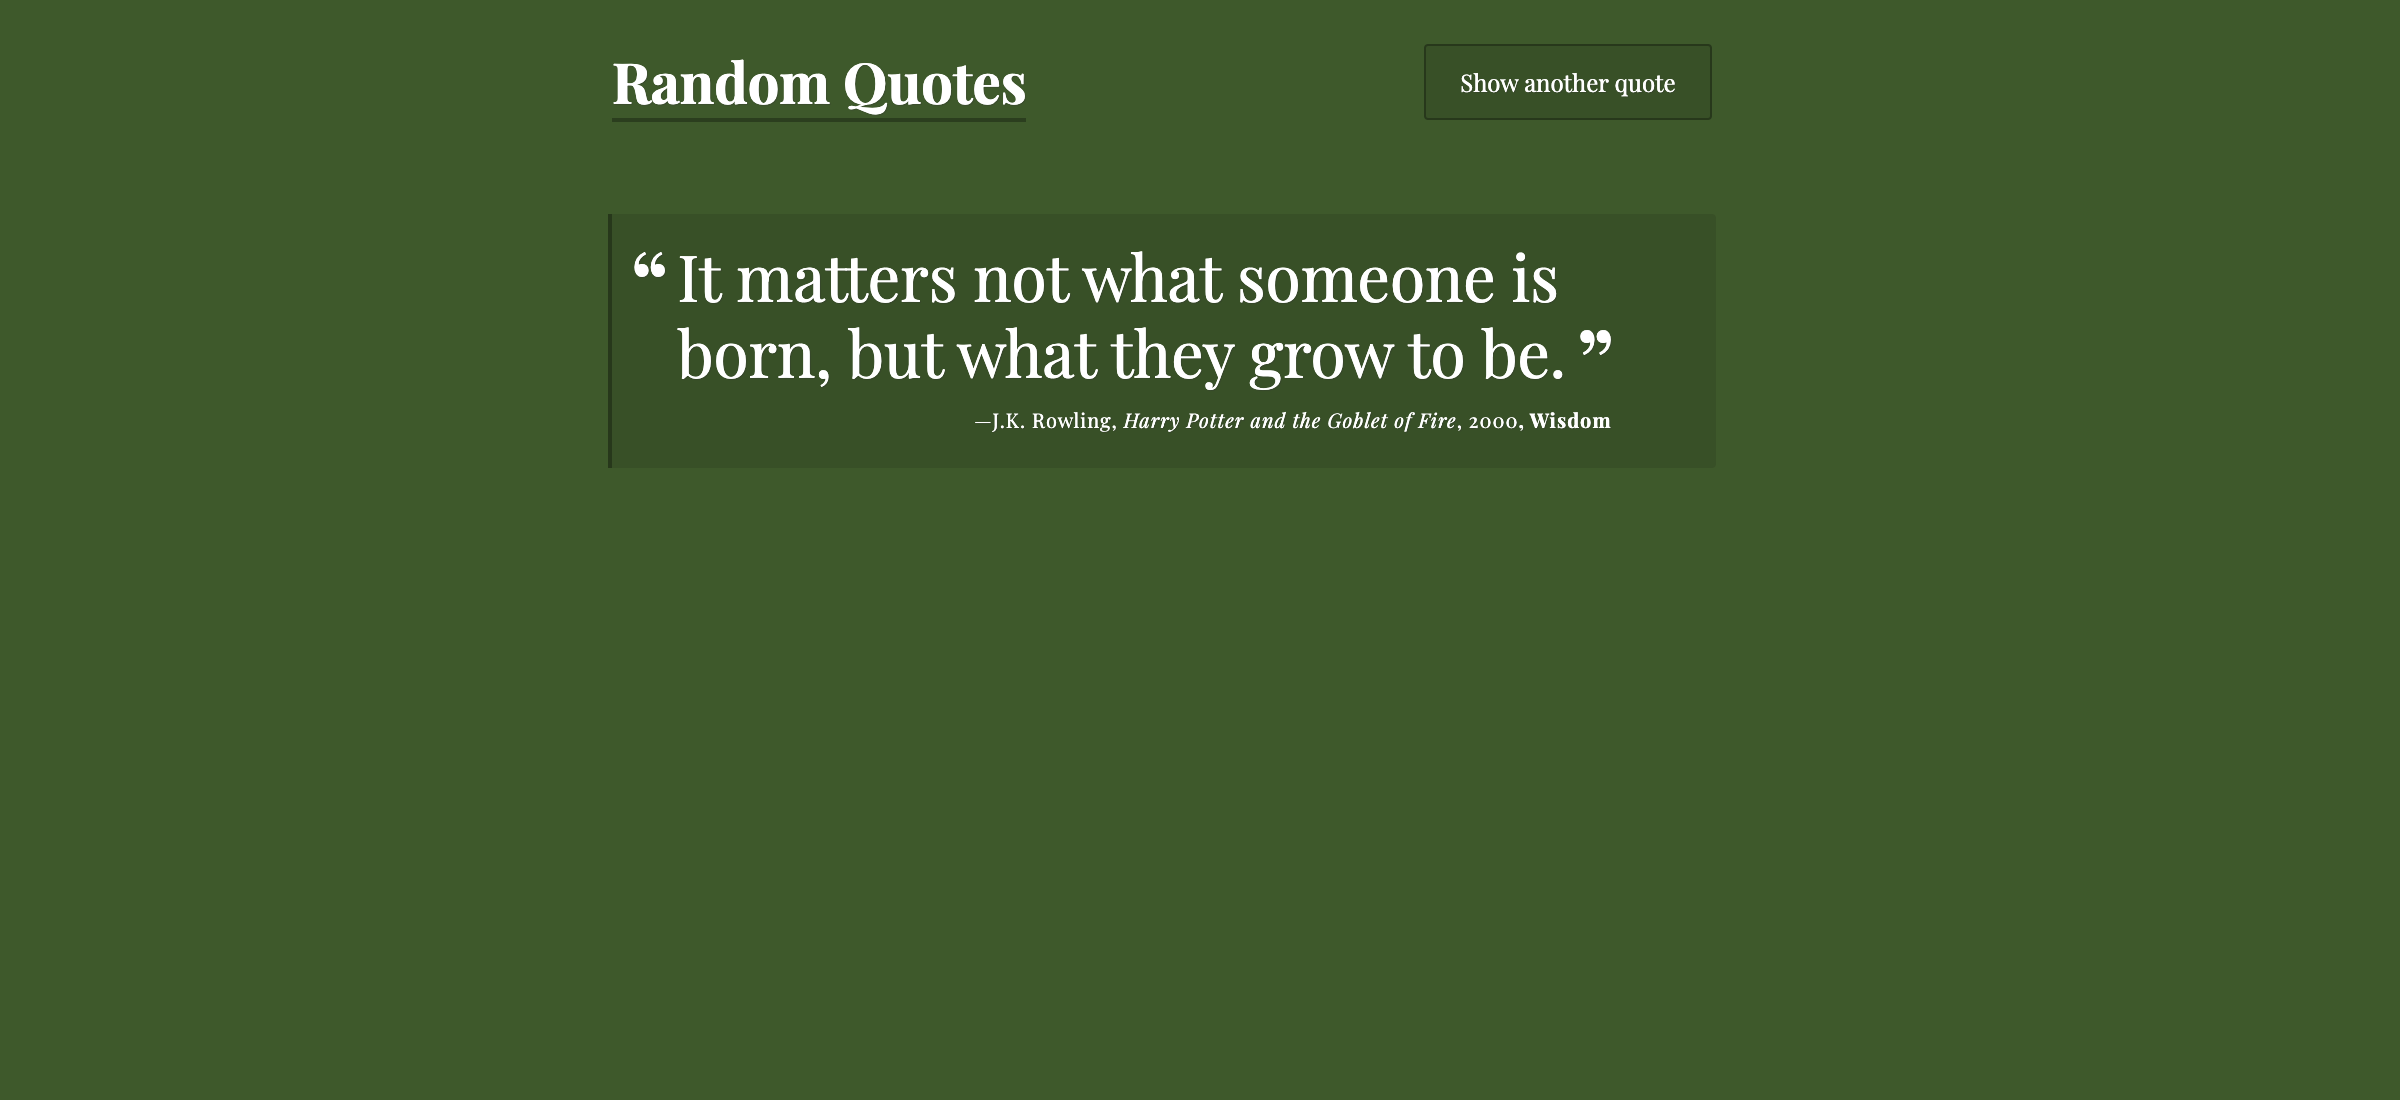 Random Quotes
Show another quote
“ It matters not what someone is
born, but what they grow to be. ”
—J.K. Rowling, Harry Potter and the Goblet of Fire, 2000, Wisdom